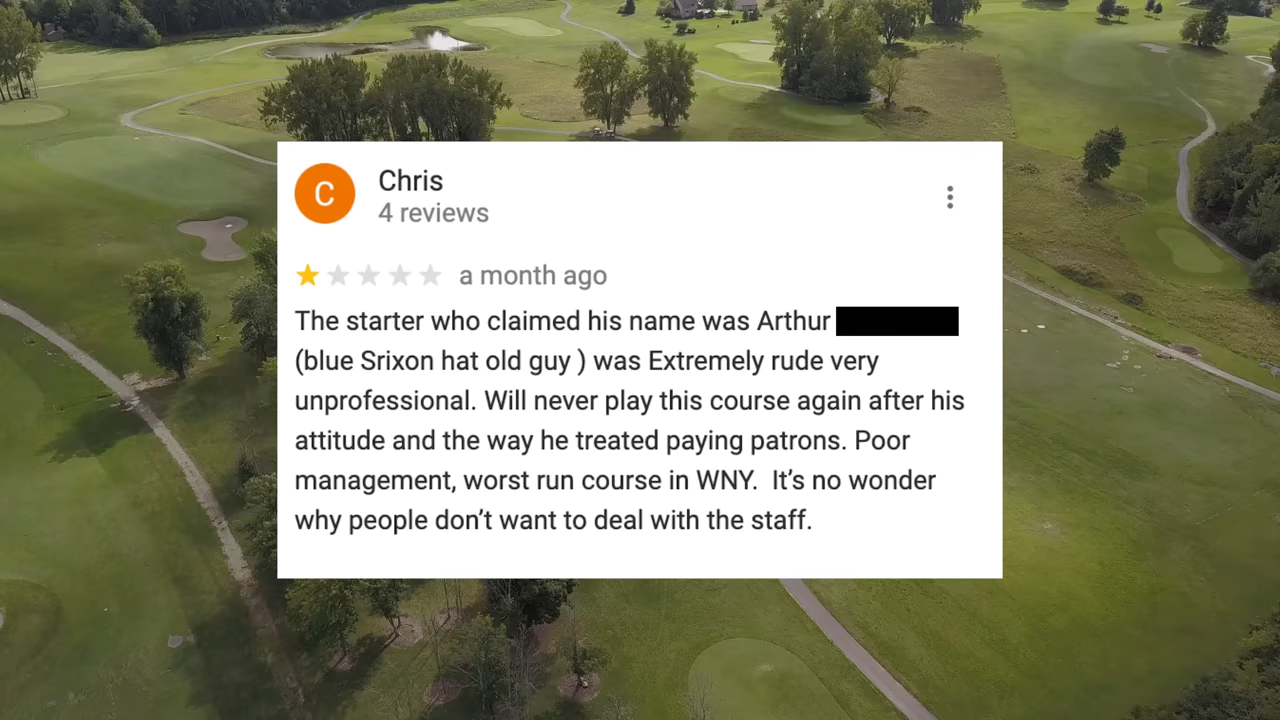 C
Chris
4 reviews
a month ago
The starter who claimed his name was Arthur
(blue Srixon hat old guy ) was Extremely rude very
unprofessional. Will never play this course again after his
attitude and the way he treated paying patrons. Poor
management, worst run course in WNY.  It’s no wonder
why people don’t want to deal with the staff.